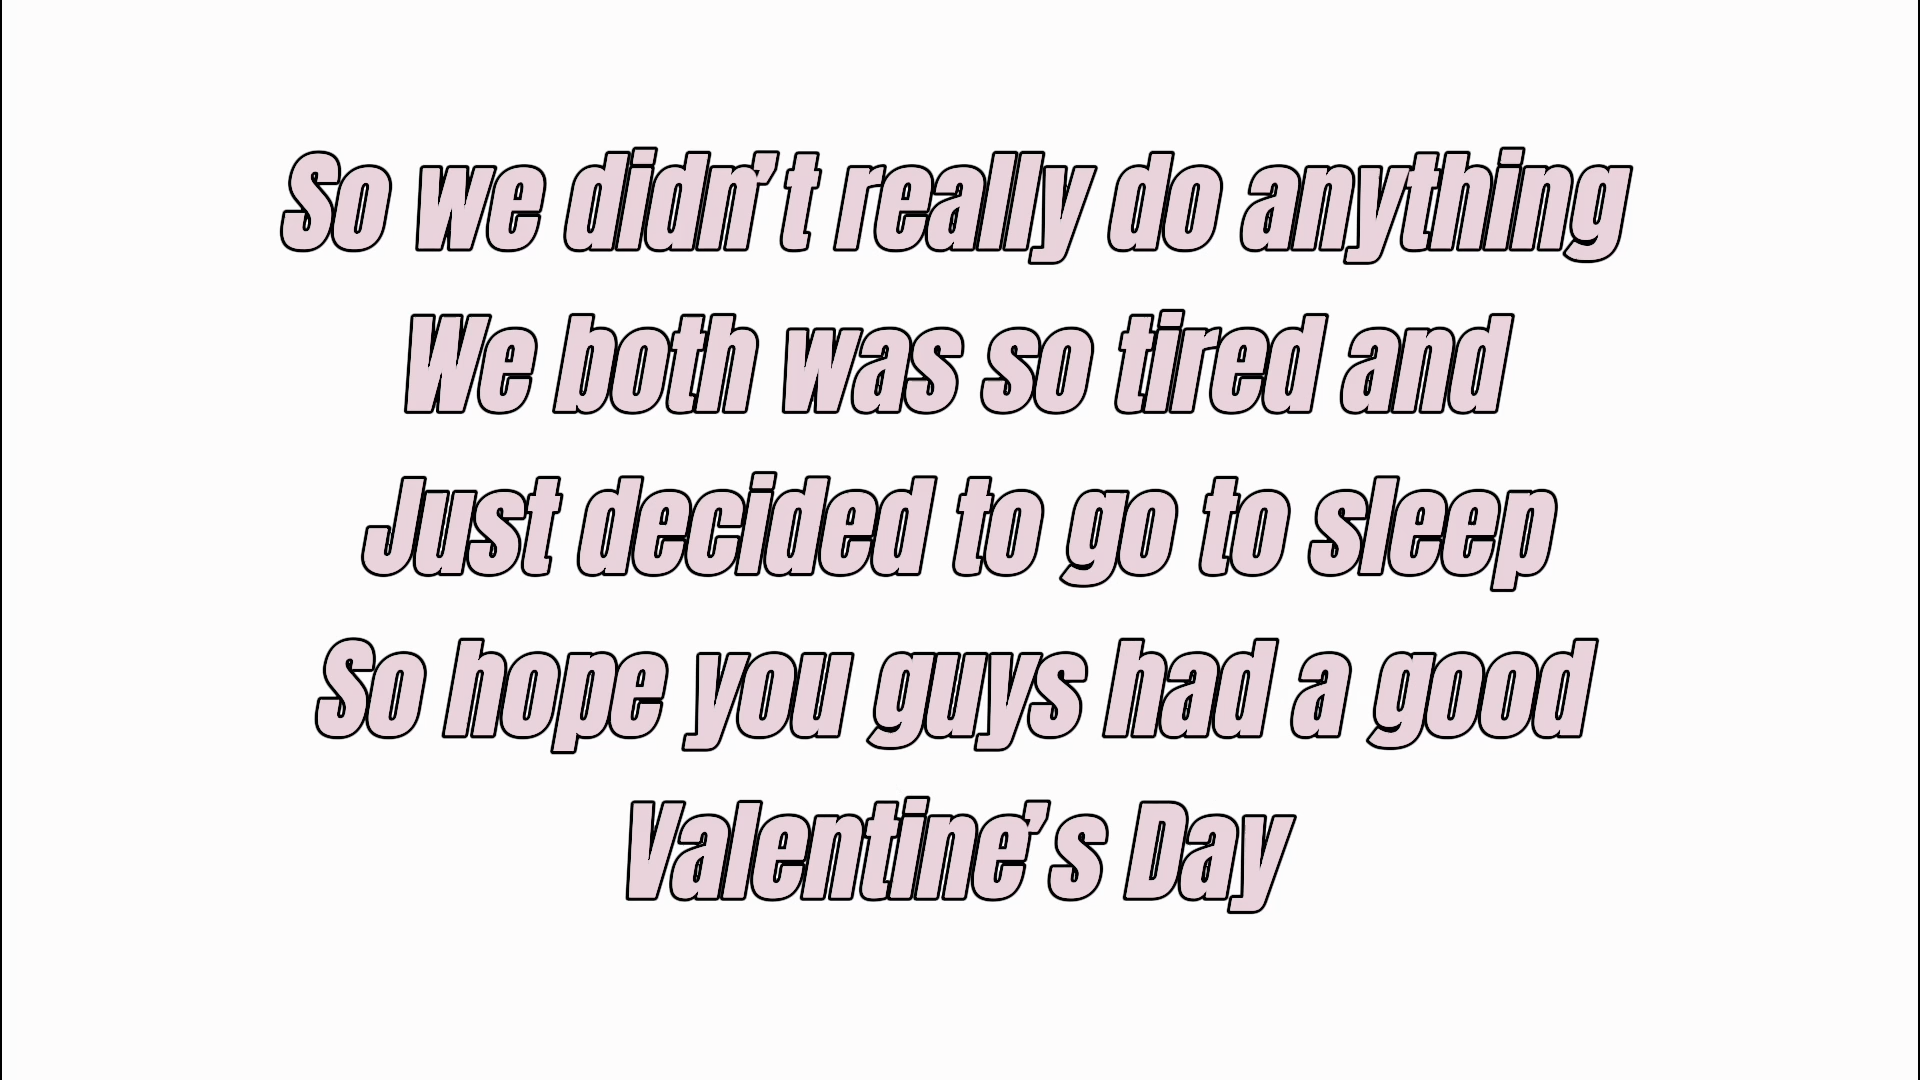 So we didn’t really do anything
We both was so tired and
Just decided to go to sleep
So hope you guys had a good
Valentine’s Day